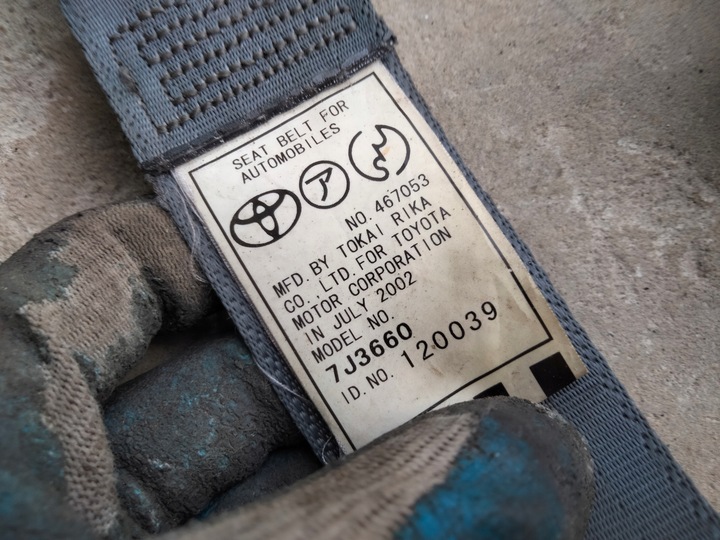 SEAT BELT FOR
AUTOMOBILES
ア
NO. 467053
MFD. BY TOKAI RIKA
CO.,LTD. FOR TOYOTA
MOTOR CORPORATION
IN JULY 2002
MODEL NO.
7J3660
ID. NO. 120039